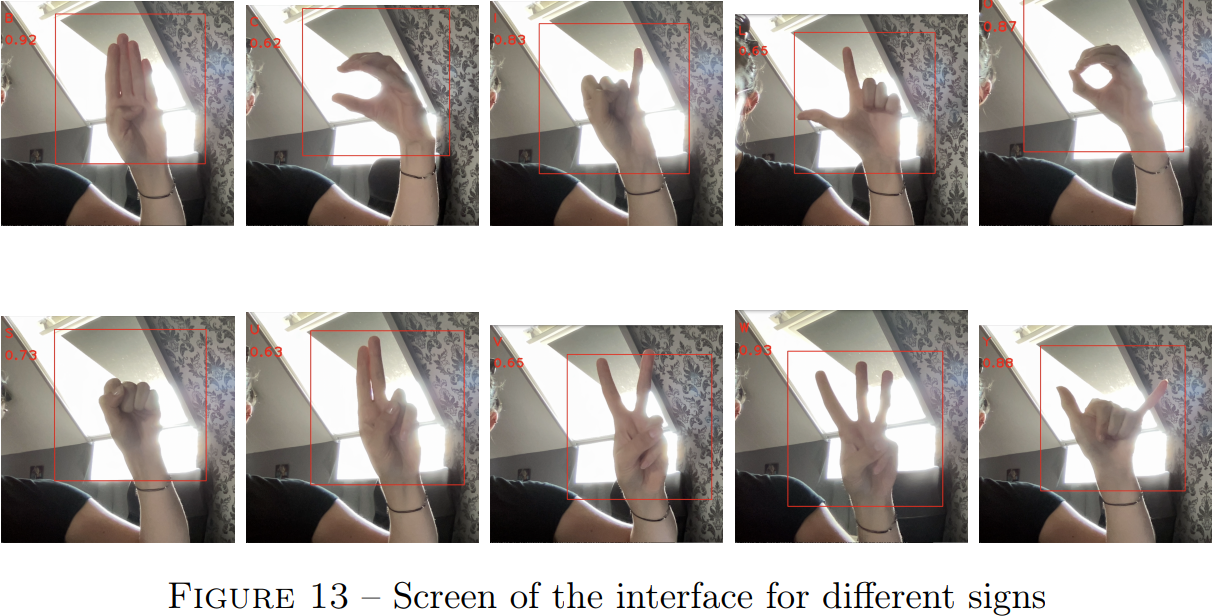 B
0.92
C
0.62
I
0.83
L
0.65
0.87
S
0.73
U
0.63
V
0.65
W
0.93
Y
0.88
FIGURE 13 – Screen of the interface for different signs